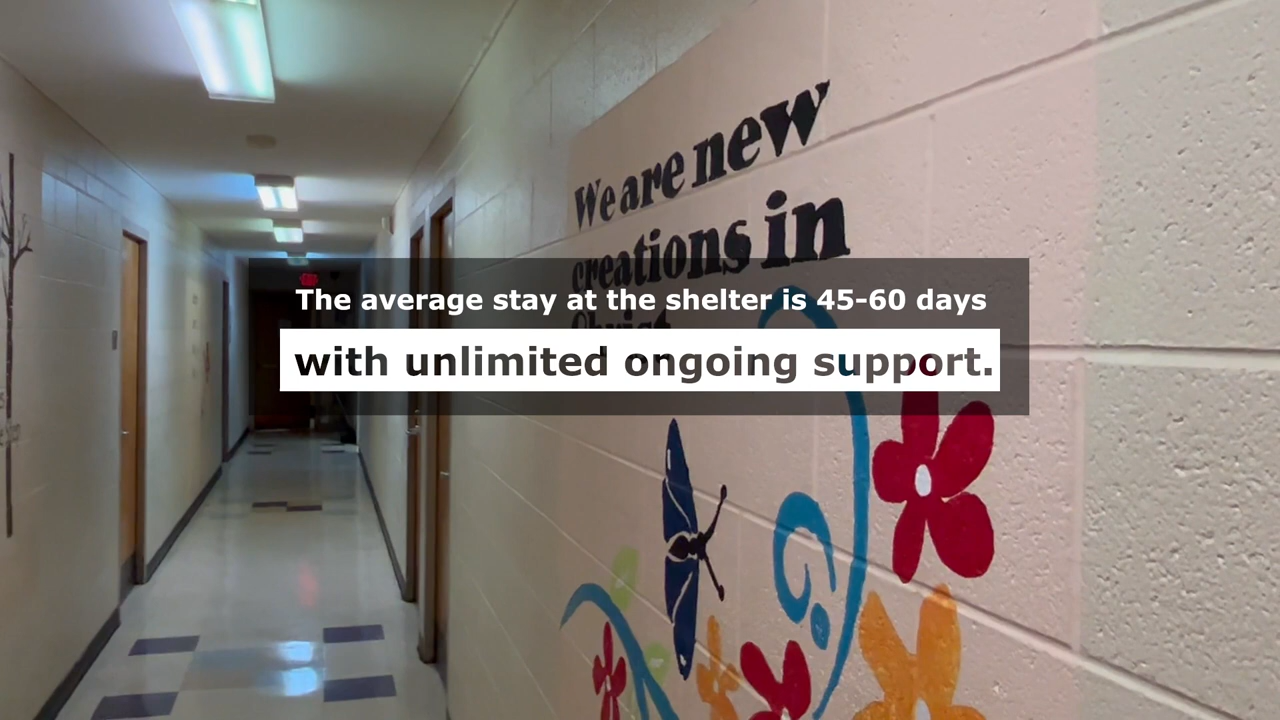 We are new
creations in
Christ
The average stay at the shelter is 45-60 days
with unlimited ongoing support.